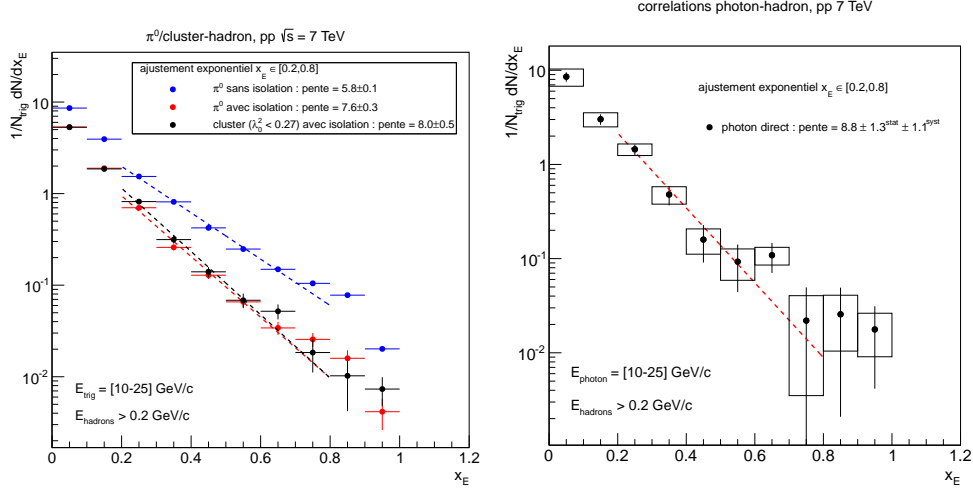 π⁰/cluster-hadron, pp √s = 7 TeV
1/N_trig dN/dx_E
ajustement exponentiel x_E ∈ [0.2,0.8]
π⁰ sans isolation : pente = 5.8±0.1
π⁰ avec isolation : pente = 7.6±0.3
cluster (λ₀² < 0.27) avec isolation : pente = 8.0±0.5
10
1
10⁻¹
10⁻²
E_trig = [10-25] GeV/c
E_hadrons > 0.2 GeV/c
0 0.2 0.4 0.6 0.8 1 1.2
x_E
correlations photon-hadron, pp 7 TeV
1/N_trig dN/dx_E
ajustement exponentiel x_E ∈ [0.2,0.8]
photon direct : pente = 8.8 ± 1.3^stat ± 1.1^syst
10
1
10⁻¹
10⁻²
E_photon = [10-25] GeV/c
E_hadrons > 0.2 GeV/c
0 0.2 0.4 0.6 0.8 1 1.2
x_E